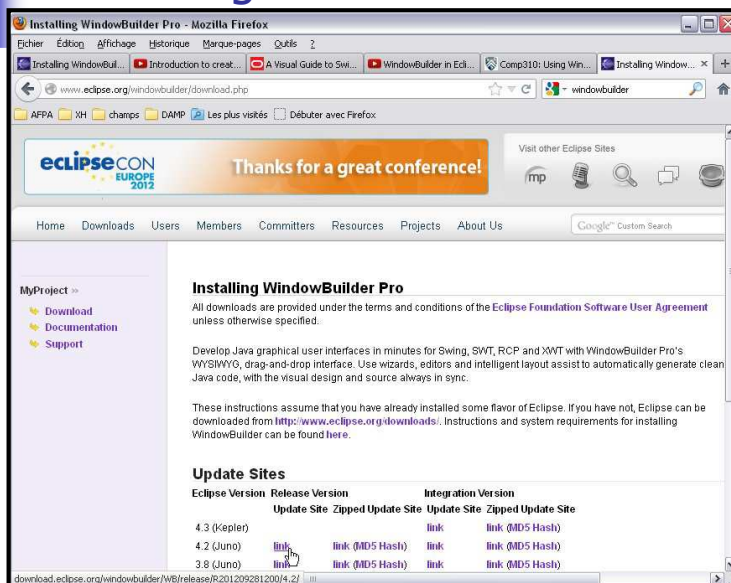 Installing WindowBuilder Pro - Mozilla Firefox
Fichier Édition Affichage Historique Marque-pages Outils ?
Installing WindowBuil... Introduction to creat... A Visual Guide to Swi... WindowBuilder in Ecli... Comp310: Using Win... Installing Window... × +
www.eclipse.org/windowbuilder/download.php windowbuilder
AFPA XH champs DAMP Les plus visités Débuter avec Firefox
eclipsecon
EUROPE
2012
Thanks for a great conference!
Visit other Eclipse Sites
mp
Home Downloads Users Members Committers Resources Projects About Us Google™ Custom Search
MyProject »
Download
Documentation
Support
Installing WindowBuilder Pro
All downloads are provided under the terms and conditions of the Eclipse Foundation Software User Agreement
unless otherwise specified.
Develop Java graphical user interfaces in minutes for Swing, SWT, RCP and XWT with WindowBuilder Pro's
WYSIWYG, drag-and-drop interface. Use wizards, editors and intelligent layout assist to automatically generate clean
Java code, with the visual design and source always in sync.
These instructions assume that you have already installed some flavor of Eclipse. If you have not, Eclipse can be
downloaded from http://www.eclipse.org/downloads/. Instructions and system requirements for installing
WindowBuilder can be found here.
Update Sites
Eclipse Version Release Version Integration Version
Update Site Zipped Update Site Update Site Zipped Update Site
4.3 (Kepler) link link (MD5 Hash)
4.2 (Juno) link link (MD5 Hash) link link (MD5 Hash)
3.8 (Juno) link link (MD5 Hash) link link (MD5 Hash)
download.eclipse.org/windowbuilder/WB/release/R201209281200/4.2/